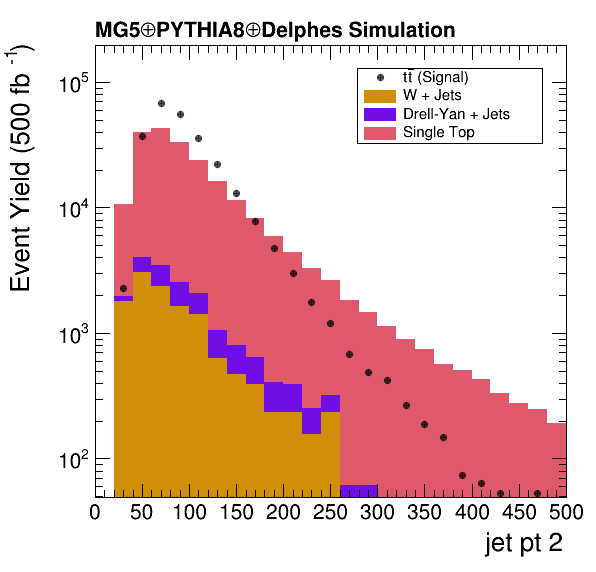 MG5⊕PYTHIA8⊕Delphes Simulation
Event Yield (500 fb⁻¹)
10⁵
10⁴
10³
10²
tt̄ (Signal)
W + Jets
Drell-Yan + Jets
Single Top
0 50 100 150 200 250 300 350 400 450 500
jet pt 2